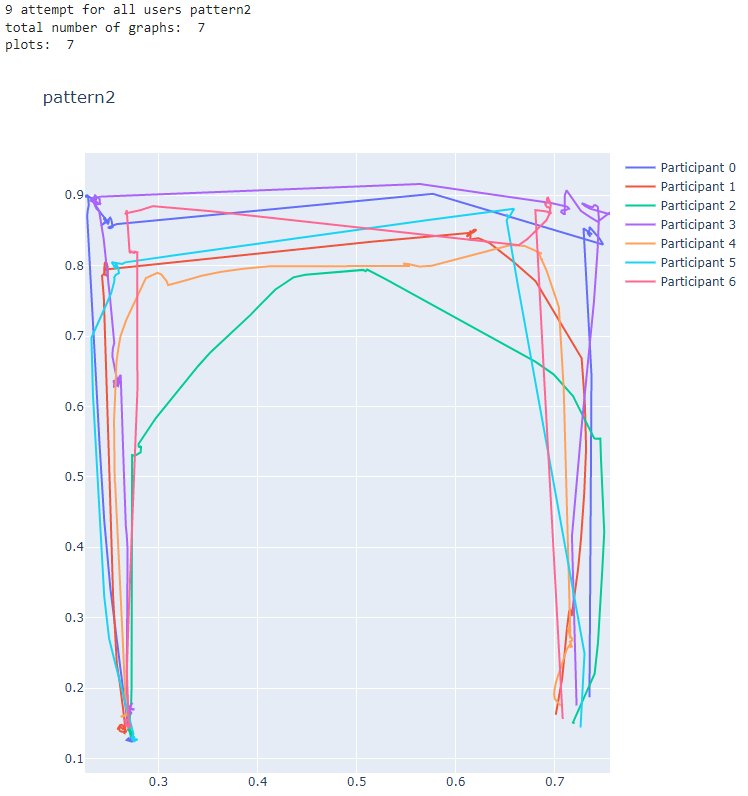 9 attempt for all users pattern2
total number of graphs:  7
plots:  7
pattern2
Participant 0
Participant 1
Participant 2
Participant 3
Participant 4
Participant 5
Participant 6
0.9
0.8
0.7
0.6
0.5
0.4
0.3
0.2
0.1
0.3 0.4 0.5 0.6 0.7